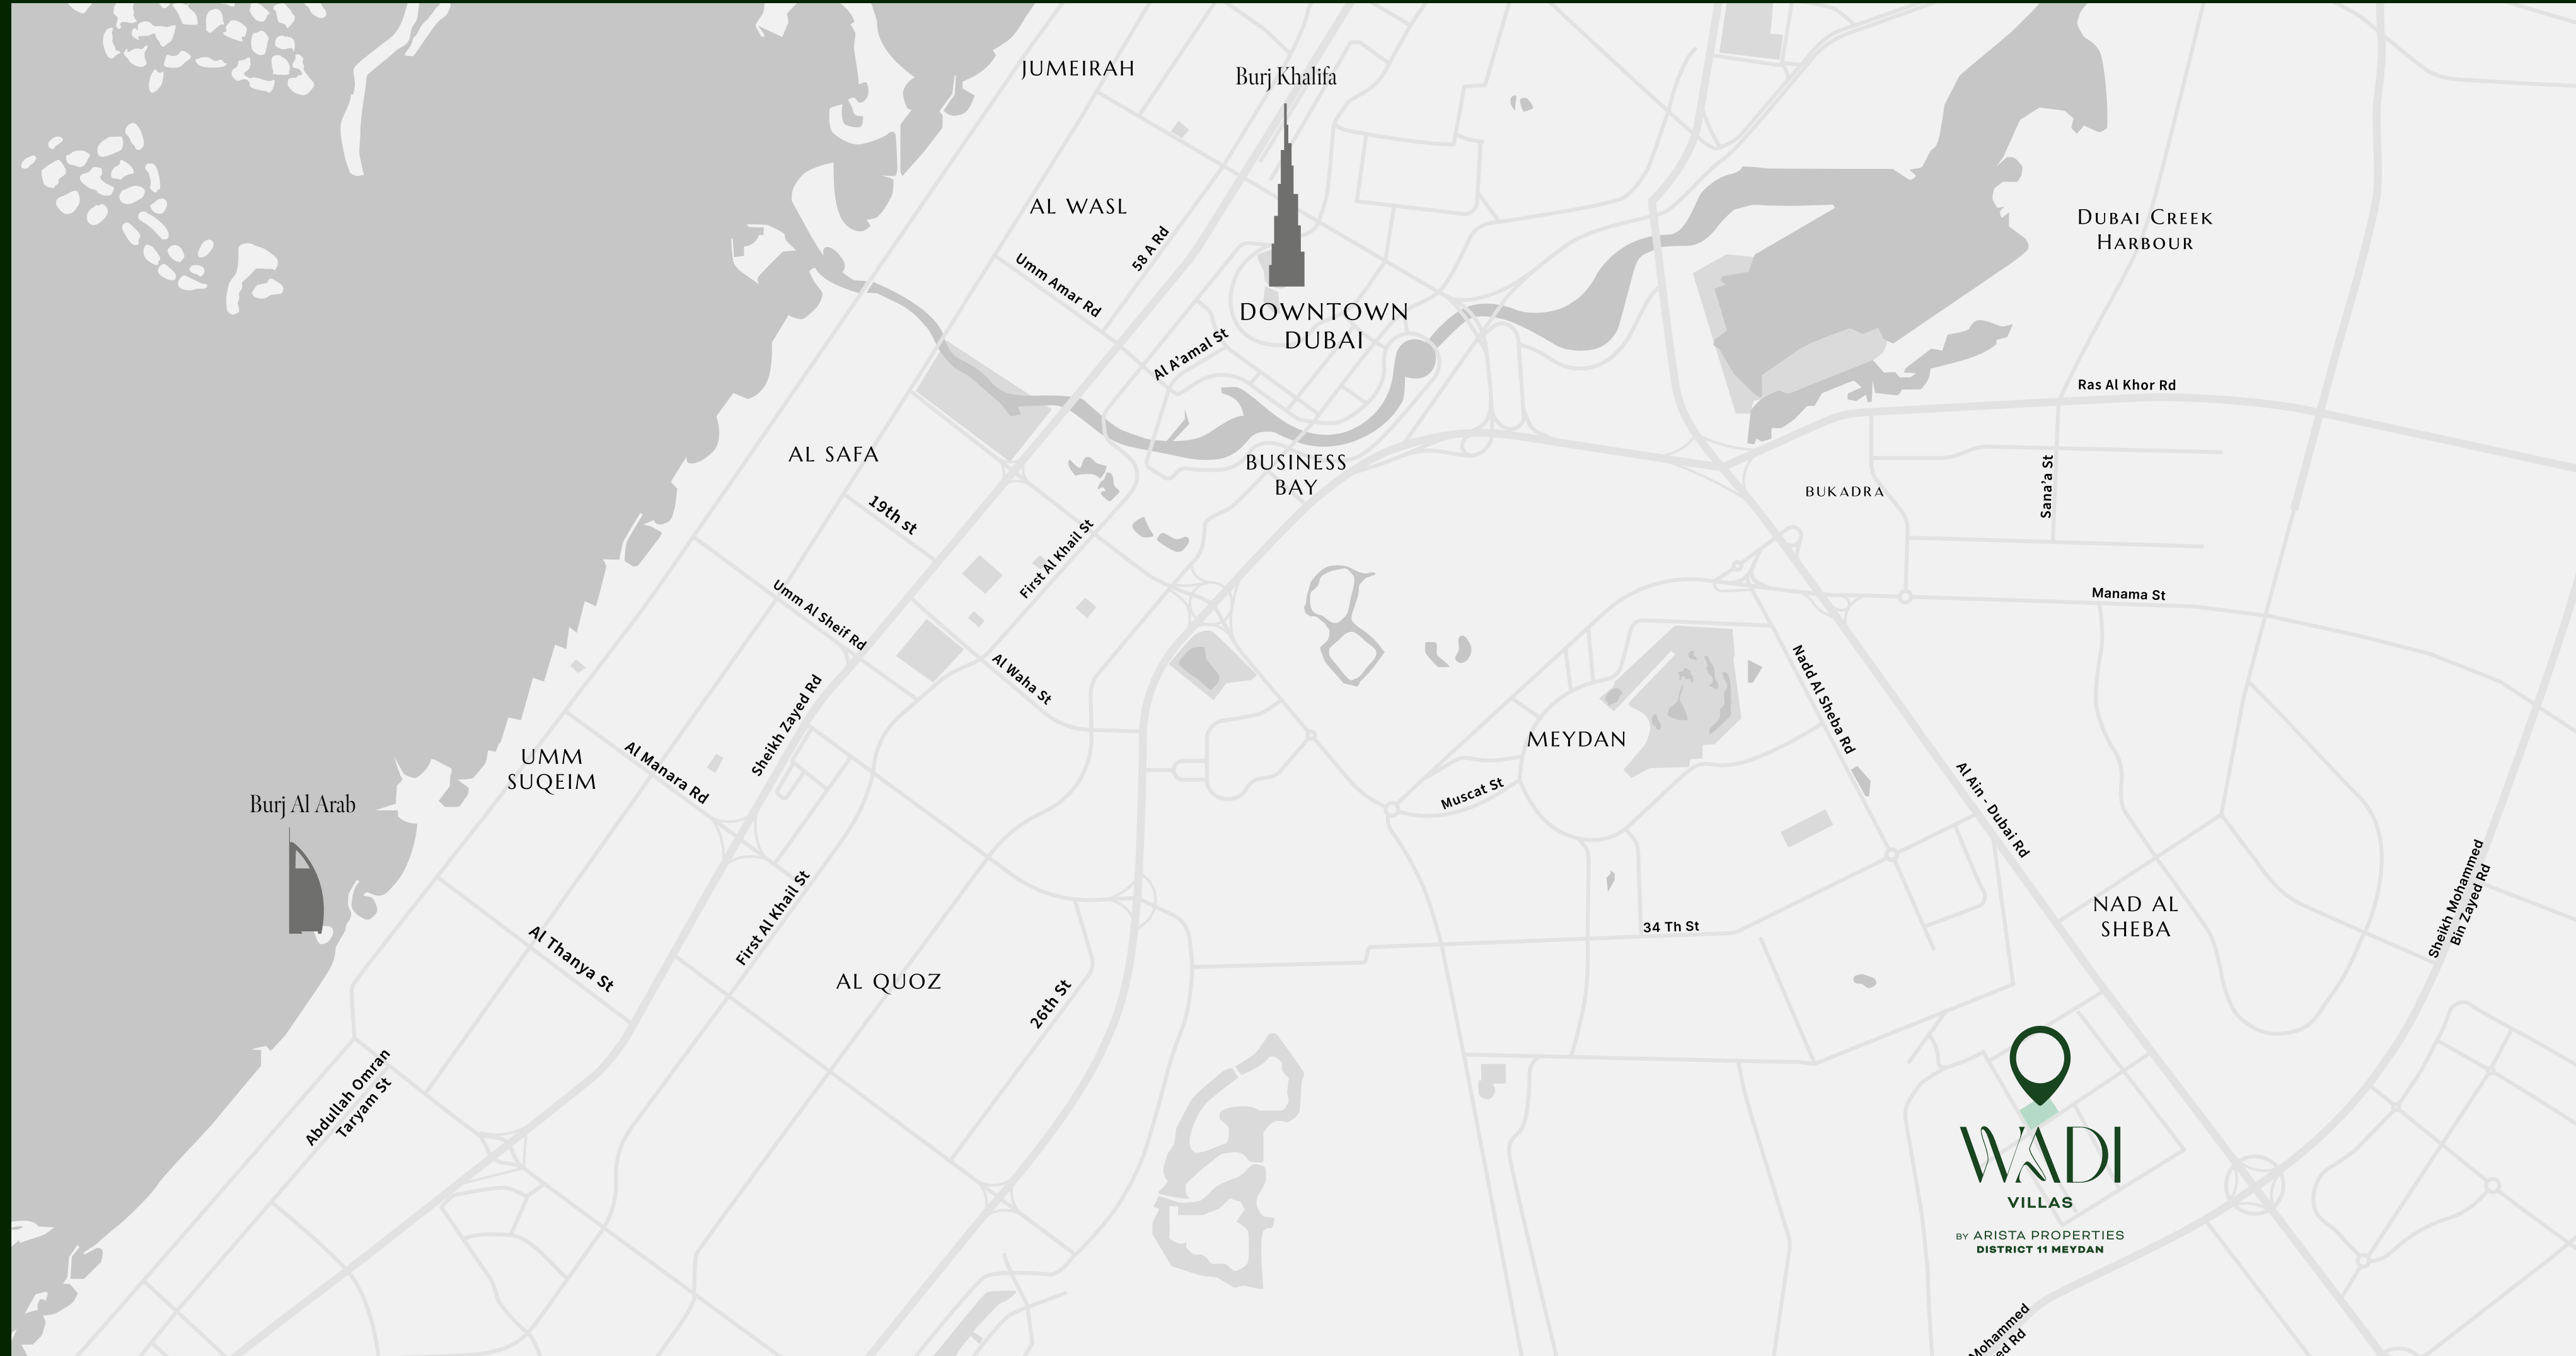 JUMEIRAH
Burj Khalifa
AL WASL
58 A Rd
Umm Amar Rd
Dubai Creek
Harbour
DOWNTOWN
DUBAI
Al A'amal St
Ras Al Khor Rd
AL SAFA
BUSINESS
BAY
BUKADRA
Sana'a St
19th st
First Al Khail St
Umm Al Sheif Rd
Manama St
Al Waha St
Nadd Al Sheba Rd
Sheikh Zayed Rd
MEYDAN
UMM
SUQEIM
Al Manara Rd
Muscat St
Al Ain - Dubai Rd
Burj Al Arab
First Al Khail St
Sheikh Mohammed
Bin Zayed Rd
NAD AL
SHEBA
34 Th St
Al Thanya St
AL QUOZ
26th St
Abdullah Omran
Taryam St
WADI
VILLAS
BY ARISTA PROPERTIES
DISTRICT 11 MEYDAN
Mohammed
ed Rd